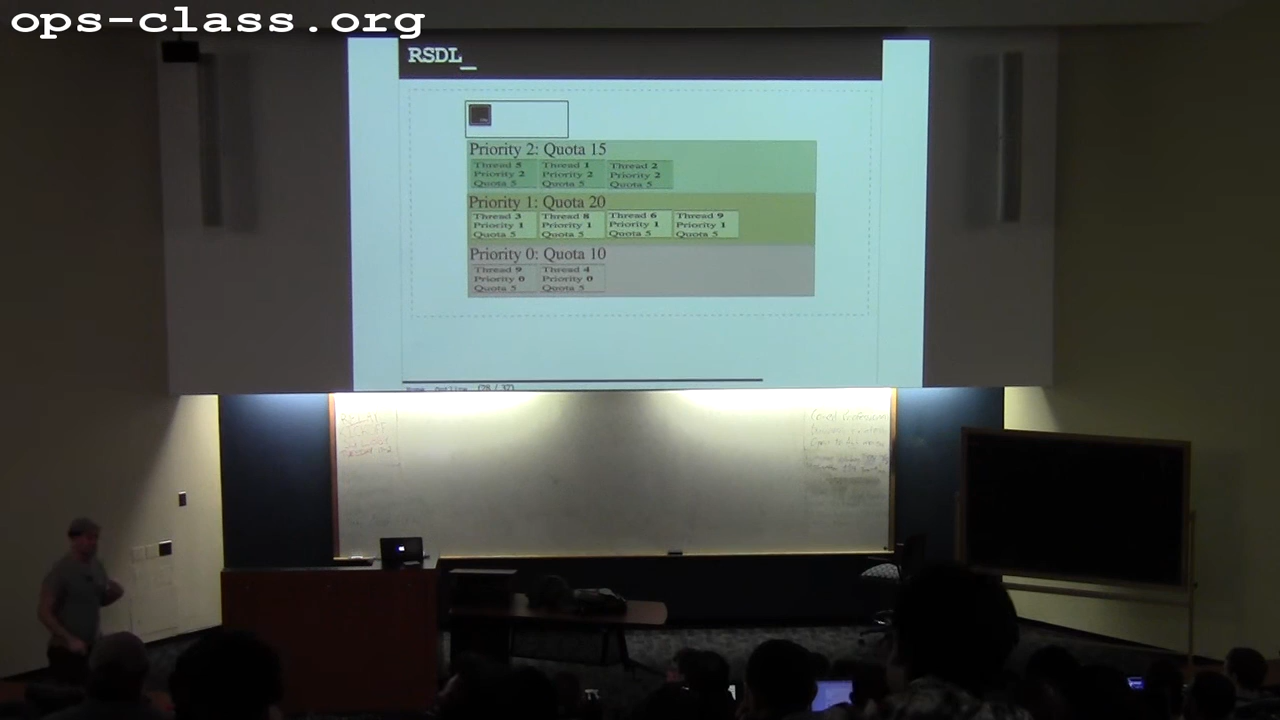 ops-class.org
RSDL_
Priority 2: Quota 15
Thread 5 Thread 1 Thread 2
Priority 2 Priority 2 Priority 2
Quota 5 Quota 5 Quota 5
Priority 1: Quota 20
Thread 3 Thread 8 Thread 6 Thread 9
Priority 1 Priority 1 Priority 1 Priority 1
Quota 5 Quota 5 Quota 5 Quota 5
Priority 0: Quota 10
Thread 9 Thread 4
Priority 0 Priority 0
Quota 5 Quota 5